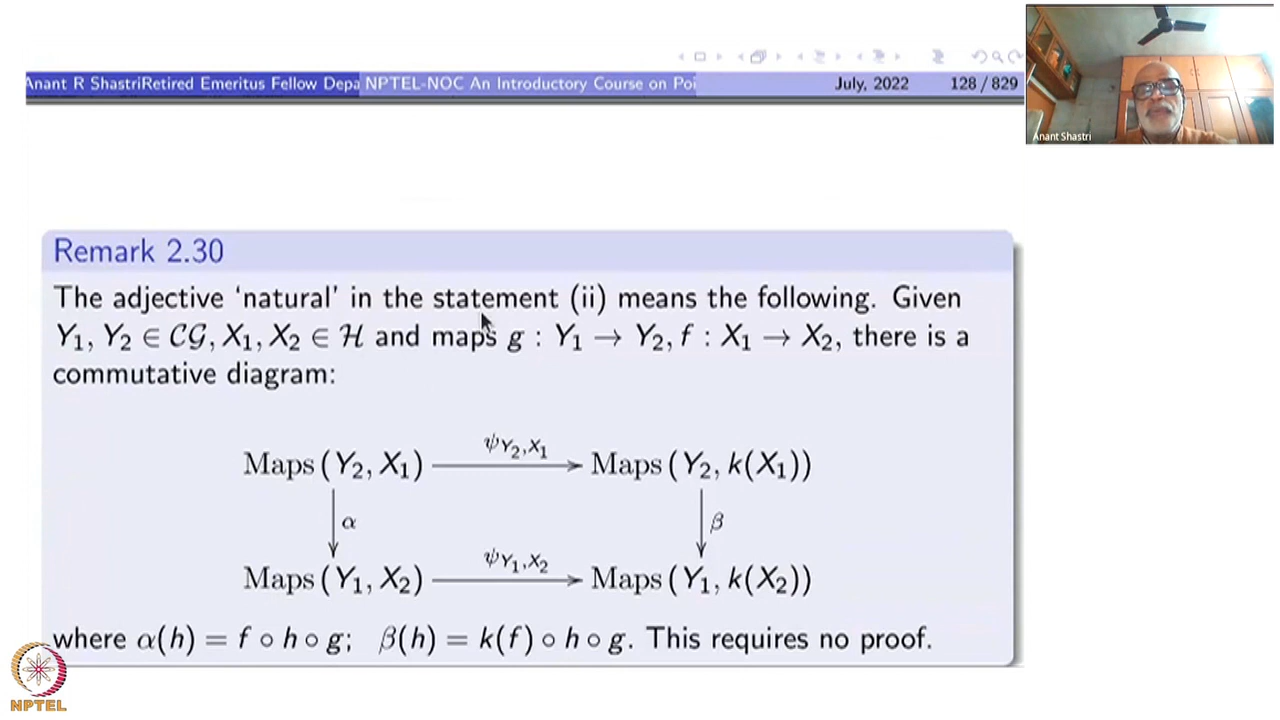 Anant R ShastriRetired Emeritus Fellow Depa NPTEL-NOC An Introductory Course on Poi July, 2022 128 / 829
Anant Shastri
Remark 2.30
The adjective ‘natural’ in the statement (ii) means the following. Given
Y₁, Y₂ ∈ 𝒞𝒢, X₁, X₂ ∈ ℋ and maps g : Y₁ → Y₂, f : X₁ → X₂, there is a
commutative diagram:
ψ_{Y₂,X₁}
Maps (Y₂, X₁) → Maps (Y₂, k(X₁))
α β
ψ_{Y₁,X₂}
Maps (Y₁, X₂) → Maps (Y₁, k(X₂))
where α(h) = f ∘ h ∘ g; β(h) = k(f) ∘ h ∘ g. This requires no proof.
NPTEL